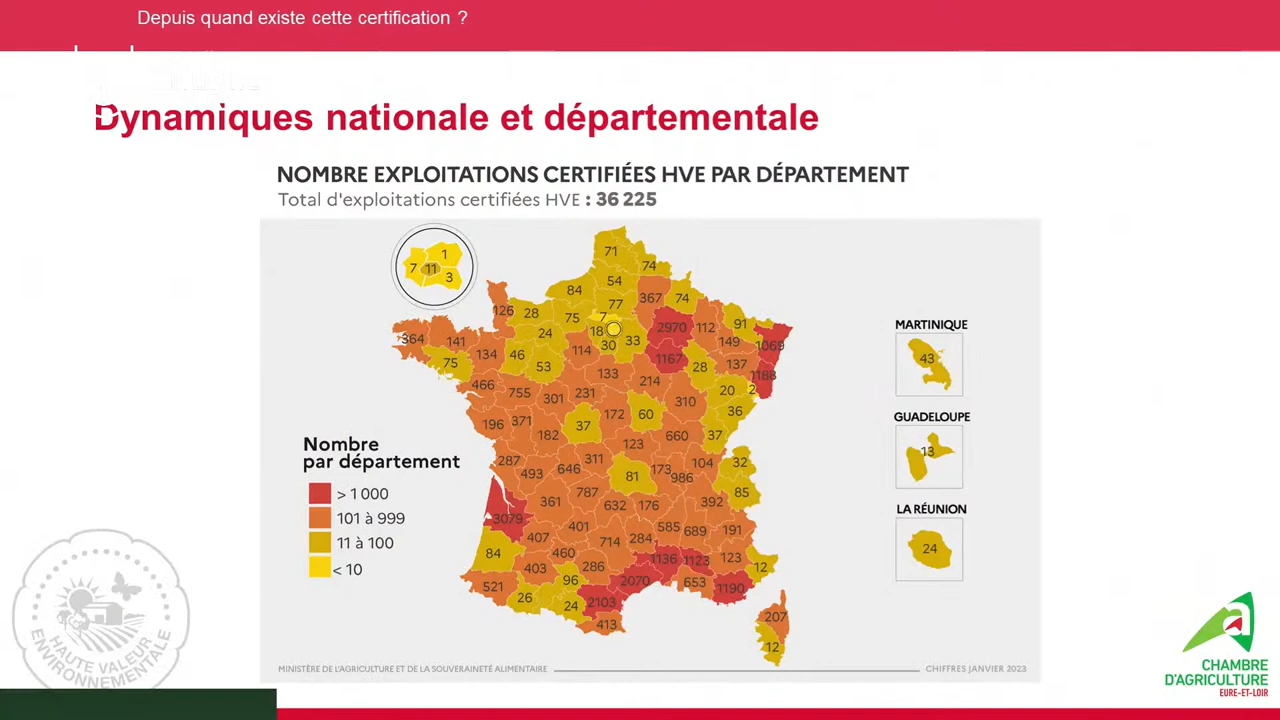 Depuis quand existe cette certification ?
Dynamiques nationale et départementale
NOMBRE EXPLOITATIONS CERTIFIÉES HVE PAR DÉPARTEMENT
Total d'exploitations certifiées HVE : 36 225
1
7 11
3
71
74
54
84
77
367 74
126 28
75
7
2970 112 91
364 141
24
18
33
149 1069
30
75
134 46
114
1167
53
28 137 1188
133
214
466
755
301 231
20 2
310
36
172 60
196 371
37
182
660 37
123
287
493 646 311
104 32
81
173
986
787
85
361
632 176
392
3079
401
585 689 191
407
714 284
84
460
1136 1123 123 12
403
286
521
96
2070
653
1190
26
24 2103
413
207
12
Nombre
par département
> 1 000
101 à 999
11 à 100
< 10
MARTINIQUE
43
GUADELOUPE
13
LA RÉUNION
24
MINISTÈRE DE L'AGRICULTURE ET DE LA SOUVERAINETÉ ALIMENTAIRE
CHIFFRES JANVIER 2023
HAUTE VALEUR
ENVIRONNEMENTALE
CHAMBRE
D'AGRICULTURE
EURE-ET-LOIR